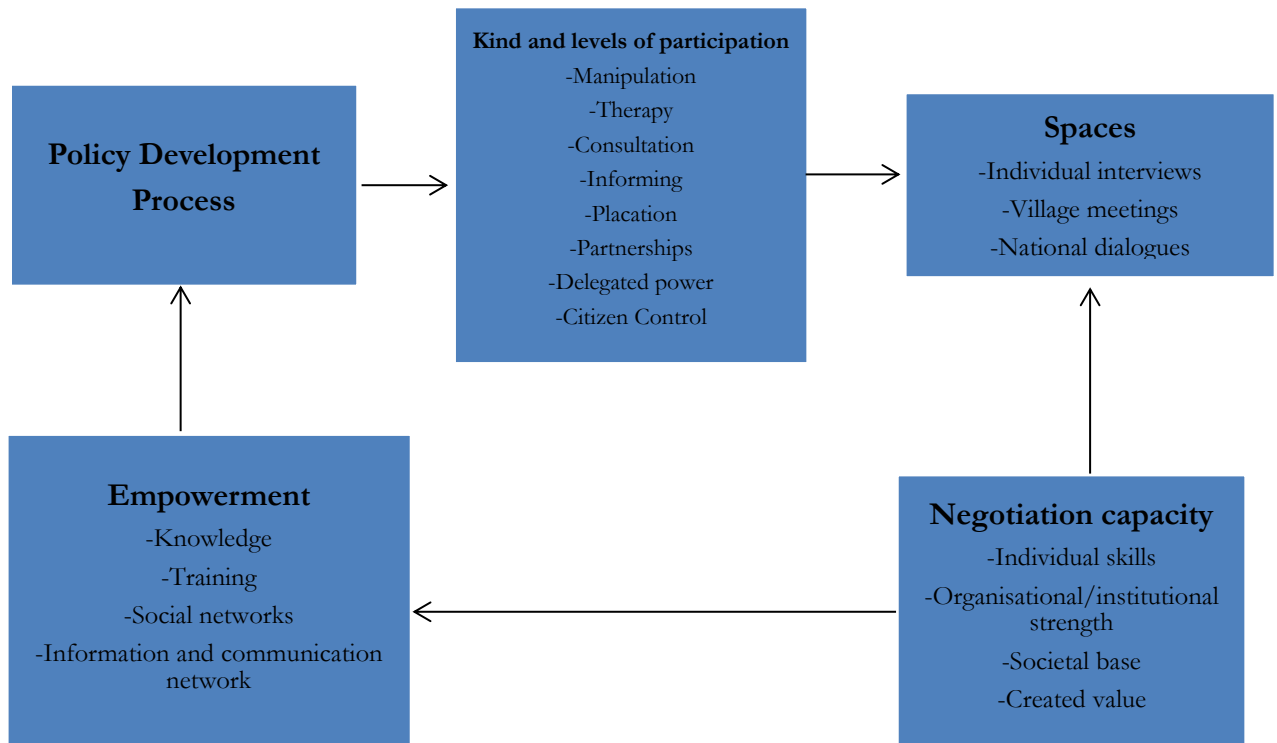 Policy Development
Process
Kind and levels of participation
-Manipulation
-Therapy
-Consultation
-Informing
-Placation
-Partnerships
-Delegated power
-Citizen Control
Spaces
-Individual interviews
-Village meetings
-National dialogues
Empowerment
-Knowledge
-Training
-Social networks
-Information and communication
network
Negotiation capacity
-Individual skills
-Organisational/institutional
strength
-Societal base
-Created value